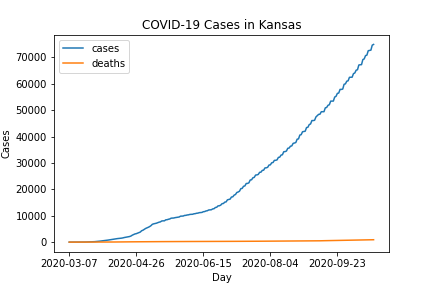 COVID-19 Cases in Kansas
cases
deaths
70000
60000
50000
40000
30000
20000
10000
0
Cases
2020-03-07 2020-04-26 2020-06-15 2020-08-04 2020-09-23
Day